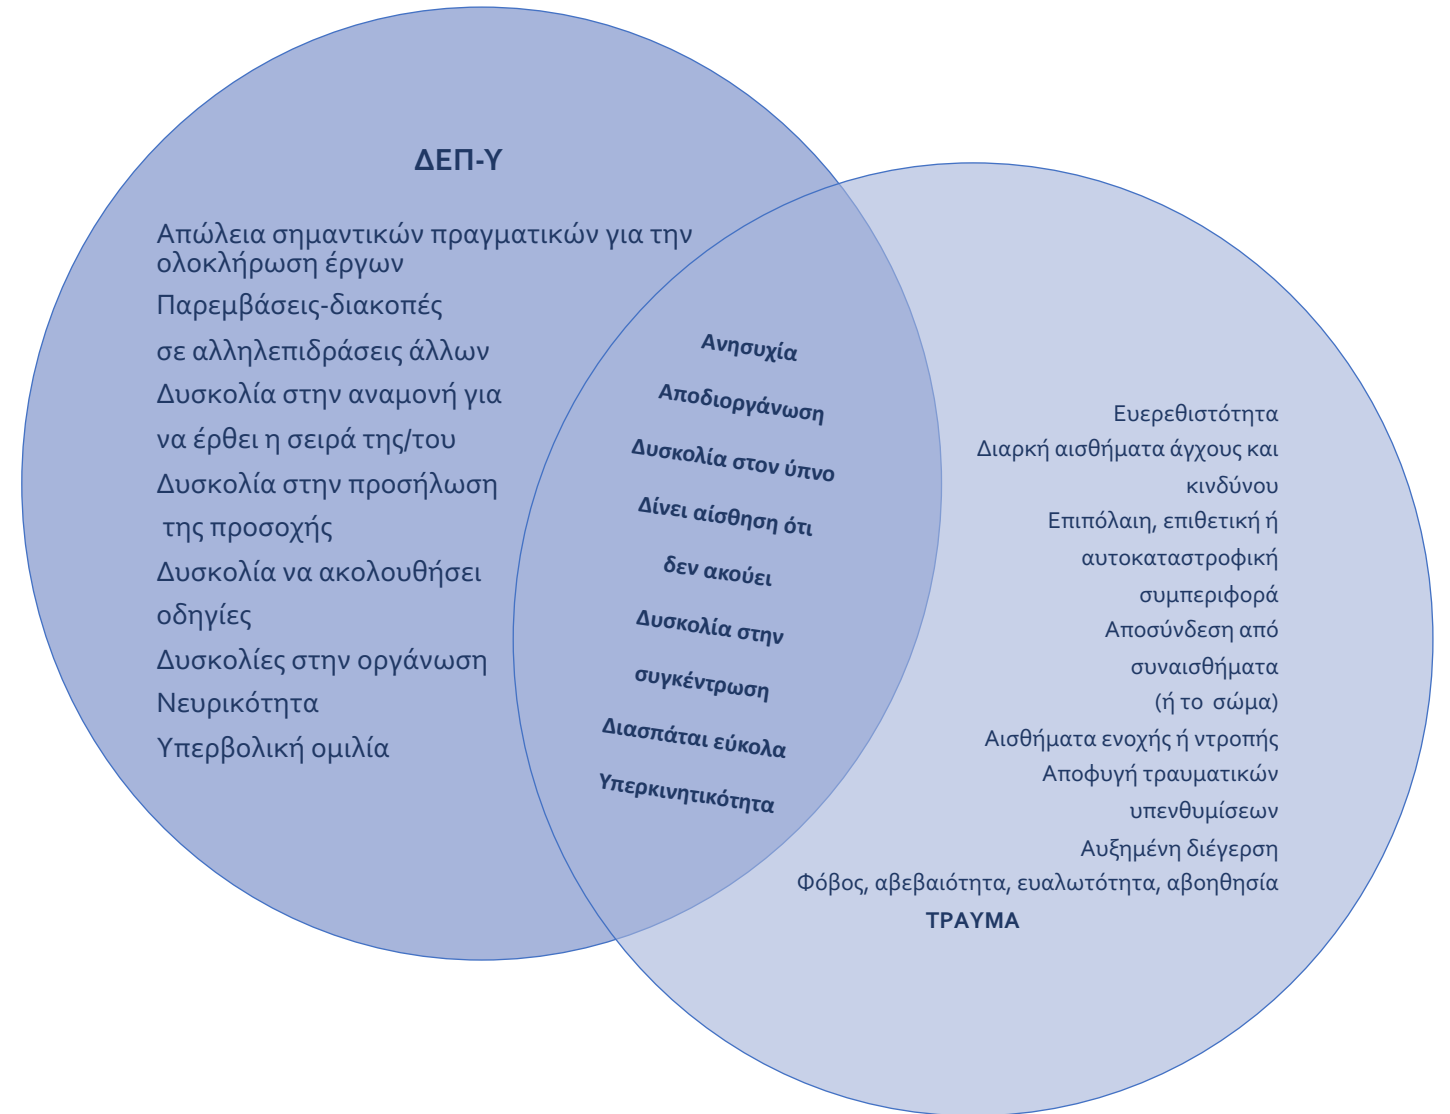 ΔΕΠ-Υ
Απώλεια σημαντικών πραγματικών για την
ολοκλήρωση έργων
Παρεμβάσεις-διακοπές
σε αλληλεπιδράσεις άλλων
Δυσκολία στην αναμονή για
να έρθει η σειρά της/του
Δυσκολία στην προσήλωση
της προσοχής
Δυσκολία να ακολουθήσει
οδηγίες
Δυσκολίες στην οργάνωση
Νευρικότητα
Υπερβολική ομιλία
Ανησυχία
Αποδιοργάνωση
Δυσκολία στον ύπνο
Δίνει αίσθηση ότι
δεν ακούει
Δυσκολία στην
συγκέντρωση
Διασπάται εύκολα
Υπερκινητικότητα
Ευερεθιστότητα
Διαρκή αισθήματα άγχους και
κινδύνου
Επιπόλαιη, επιθετική ή
αυτοκαταστροφική
συμπεριφορά
Αποσύνδεση από
συναισθήματα
(ή το σώμα)
Αισθήματα ενοχής ή ντροπής
Αποφυγή τραυματικών
υπενθυμίσεων
Αυξημένη διέγερση
Φόβος, αβεβαιότητα, ευαλωτότητα, αβοηθησία
ΤΡΑΥΜΑ